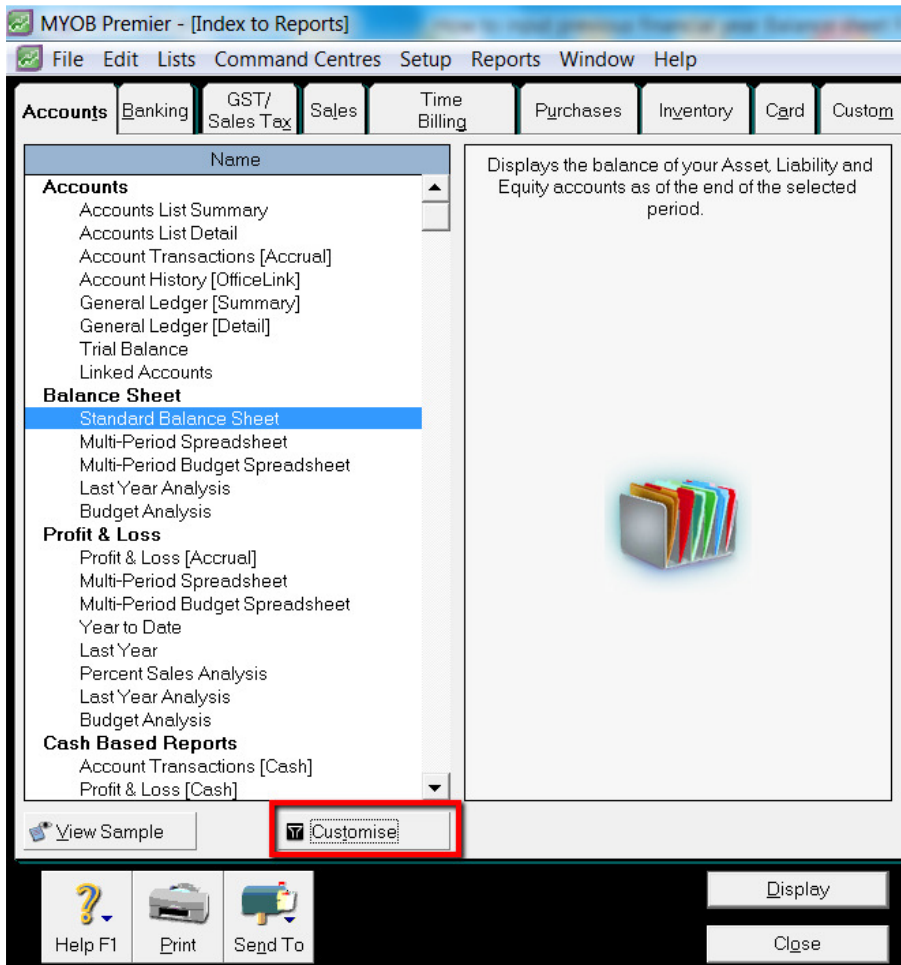 MYOB Premier - [Index to Reports]
File Edit Lists Command Centres Setup Reports Window Help
Accounts Banking GST/ Sales Tax Sales Time Billing Purchases Inventory Card Custom
Name
Accounts
Accounts List Summary
Accounts List Detail
Account Transactions [Accrual]
Account History [OfficeLink]
General Ledger [Summary]
General Ledger [Detail]
Trial Balance
Linked Accounts
Balance Sheet
Standard Balance Sheet
Multi-Period Spreadsheet
Multi-Period Budget Spreadsheet
Last Year Analysis
Budget Analysis
Profit & Loss
Profit & Loss [Accrual]
Multi-Period Spreadsheet
Multi-Period Budget Spreadsheet
Year to Date
Last Year
Percent Sales Analysis
Last Year Analysis
Budget Analysis
Cash Based Reports
Account Transactions [Cash]
Profit & Loss [Cash]
Displays the balance of your Asset, Liability and
Equity accounts as of the end of the selected
period.
View Sample
Customise
Help F1
Print
Send To
Display
Close